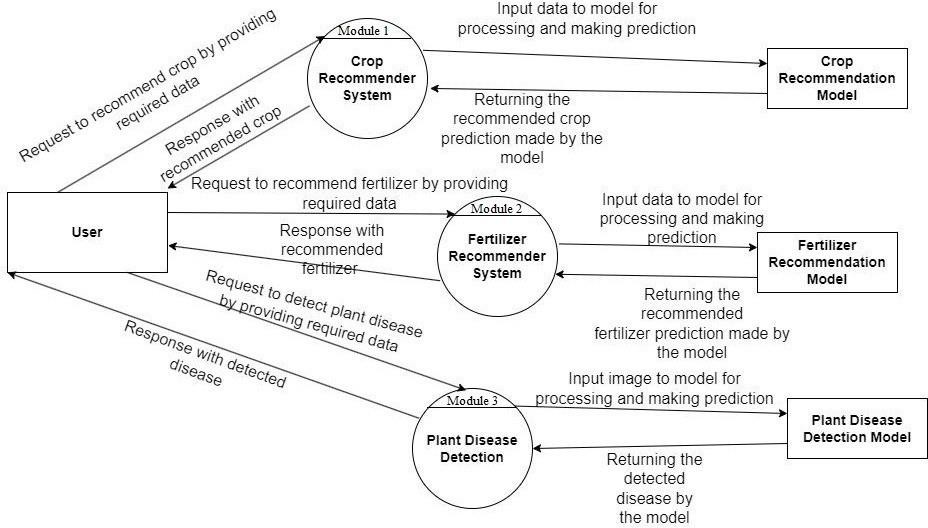 Request to recommend crop by providing
required data
Module 1
Crop
Recommender
System
Input data to model for
processing and making prediction
Crop
Recommendation
Model
Returning the
recommended crop
prediction made by the
model
Response with
recommended crop
User
Request to recommend fertilizer by providing
required data
Module 2
Fertilizer
Recommender
System
Input data to model for
processing and making
prediction
Fertilizer
Recommendation
Model
Returning the
recommended
fertilizer prediction made by
the model
Response with
recommended
fertilizer
Request to detect plant disease
by providing required data
Response with detected
disease
Module 3
Plant Disease
Detection
Input image to model for
processing and making prediction
Plant Disease
Detection Model
Returning the
detected
disease by
the model